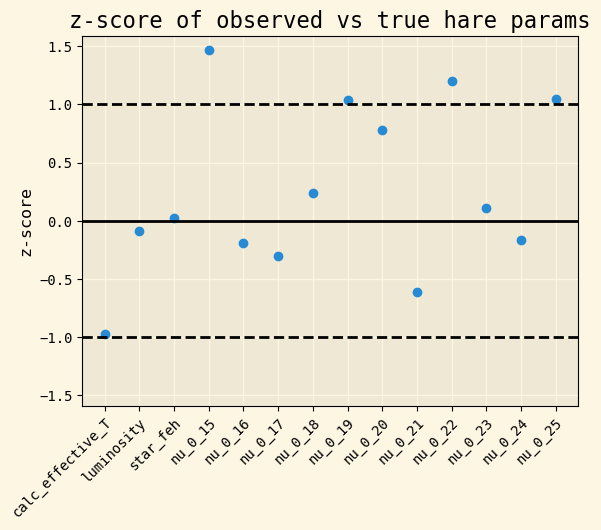 z-score of observed vs true hare params
z-score
1.5
1.0
0.5
0.0
−0.5
−1.0
−1.5
calc_effective_T
luminosity
star_feh
nu_0_15
nu_0_16
nu_0_17
nu_0_18
nu_0_19
nu_0_20
nu_0_21
nu_0_22
nu_0_23
nu_0_24
nu_0_25